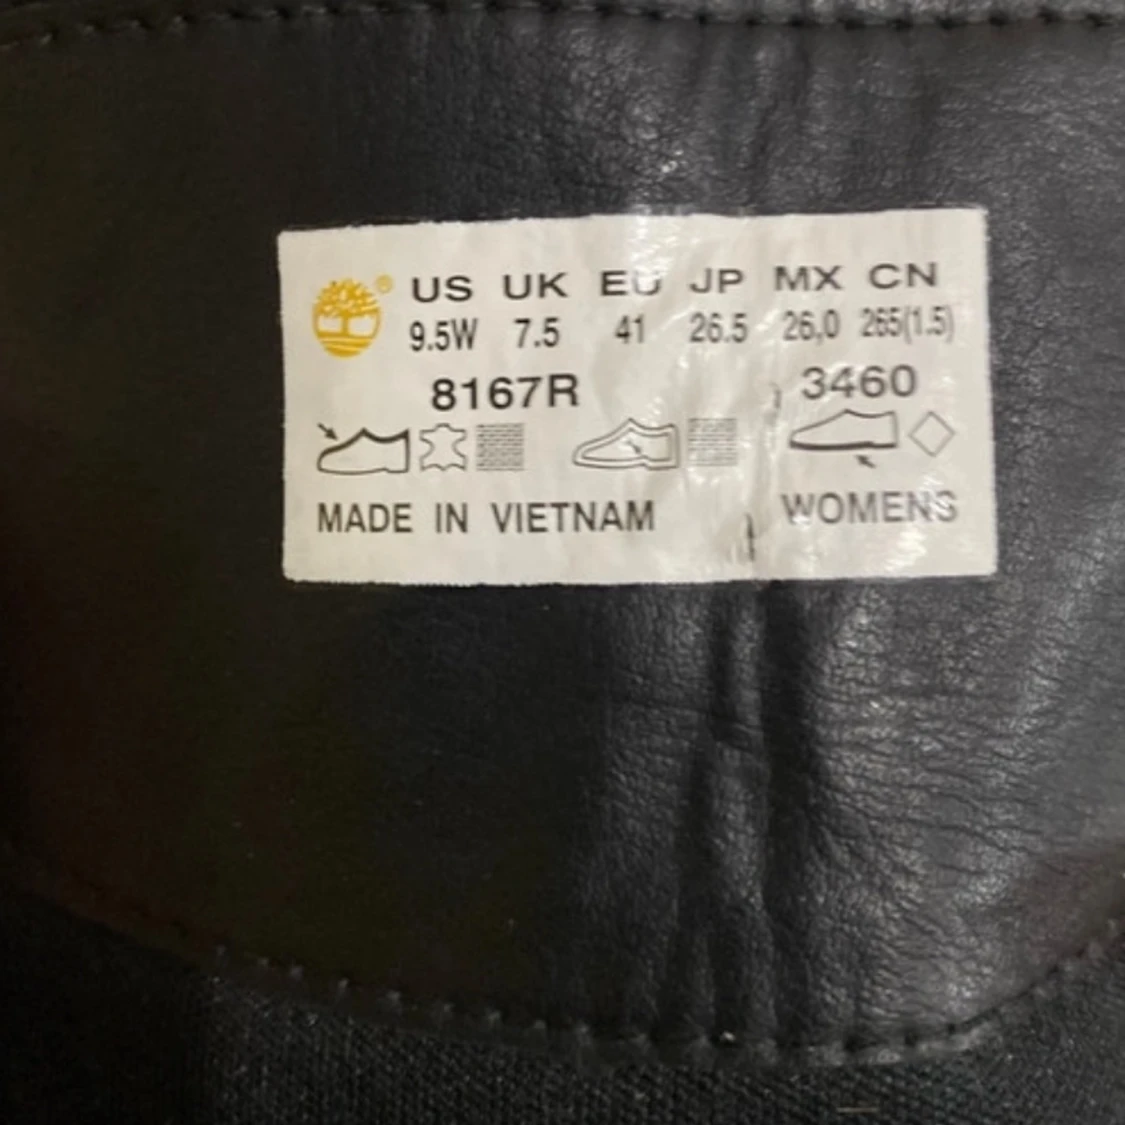 ® US UK EU JP MX CN
9.5W 7.5 41 26.5 26,0 265(1.5)
8167R 3460
MADE IN VIETNAM WOMENS